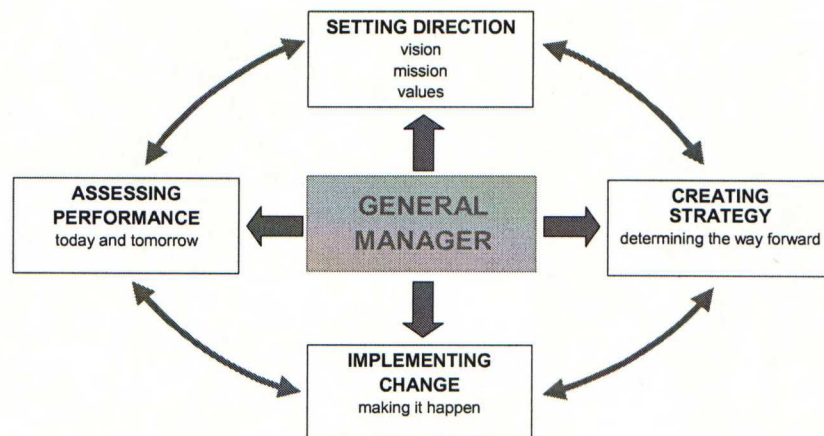 SETTING DIRECTION
vision
mission
values
ASSESSING
PERFORMANCE
today and tomorrow
GENERAL
MANAGER
CREATING
STRATEGY
determining the way forward
IMPLEMENTING
CHANGE
making it happen